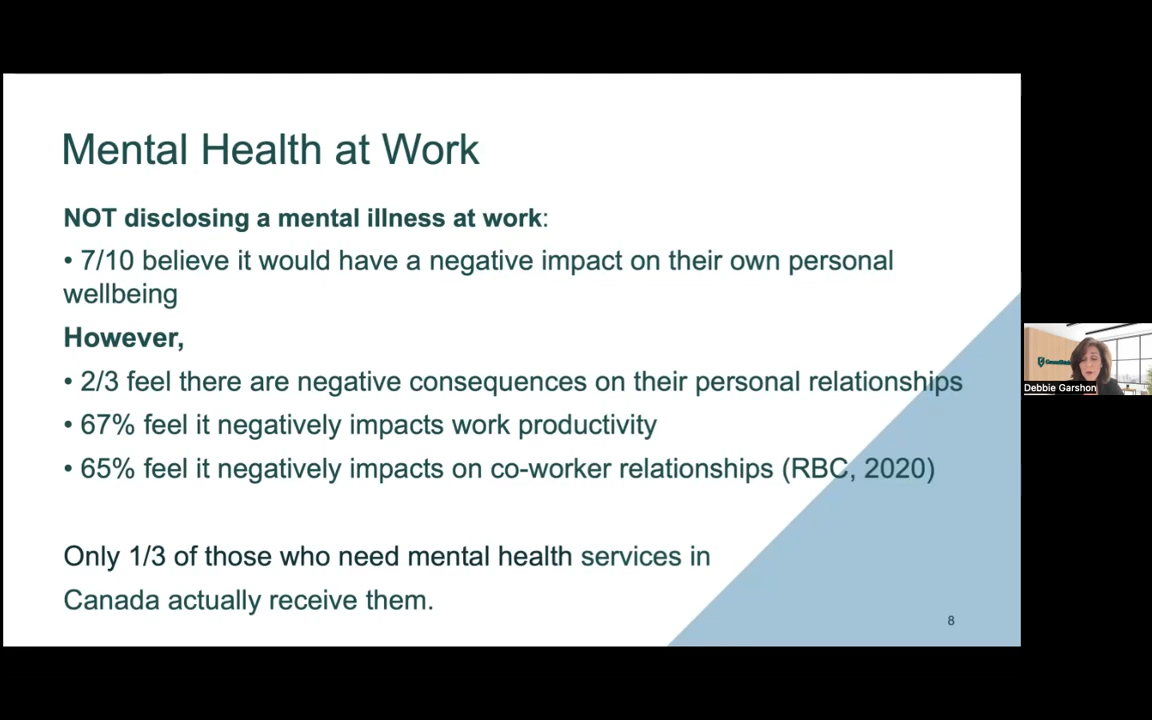 Mental Health at Work
NOT disclosing a mental illness at work:
• 7/10 believe it would have a negative impact on their own personal
wellbeing
However,
• 2/3 feel there are negative consequences on their personal relationships
• 67% feel it negatively impacts work productivity
• 65% feel it negatively impacts on co-worker relationships (RBC, 2020)
Only 1/3 of those who need mental health services in
Canada actually receive them.
8
Debbie Garshon